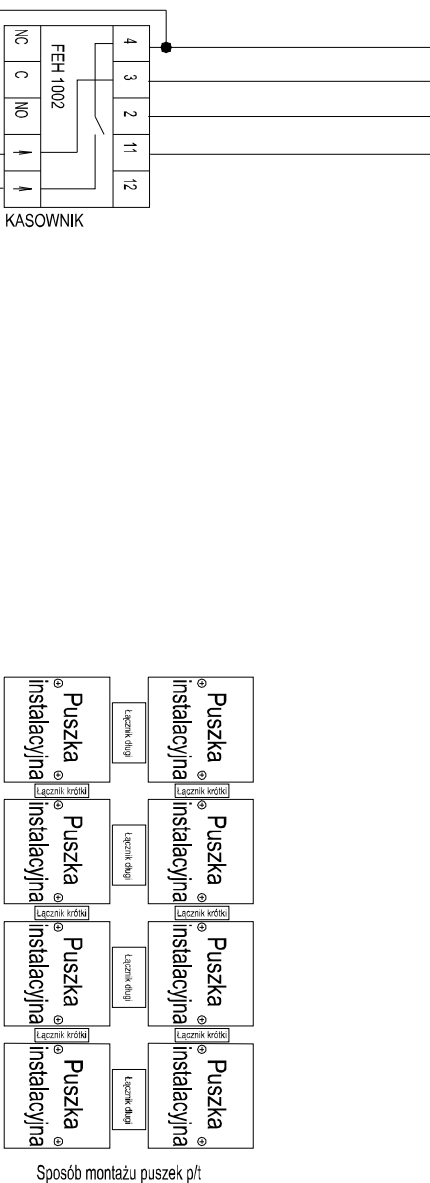 NC
C
NO
FEH 1002
4
3
2
11
12
KASOWNIK
Puszka
instalacyjna
Łącznik długi
Puszka
instalacyjna
Łącznik krótki
Łącznik krótki
Puszka
instalacyjna
Łącznik długi
Puszka
instalacyjna
Łącznik krótki
Łącznik krótki
Puszka
instalacyjna
Łącznik długi
Puszka
instalacyjna
Łącznik krótki
Łącznik krótki
Puszka
instalacyjna
Łącznik długi
Puszka
instalacyjna
Sposób montażu puszek p/t